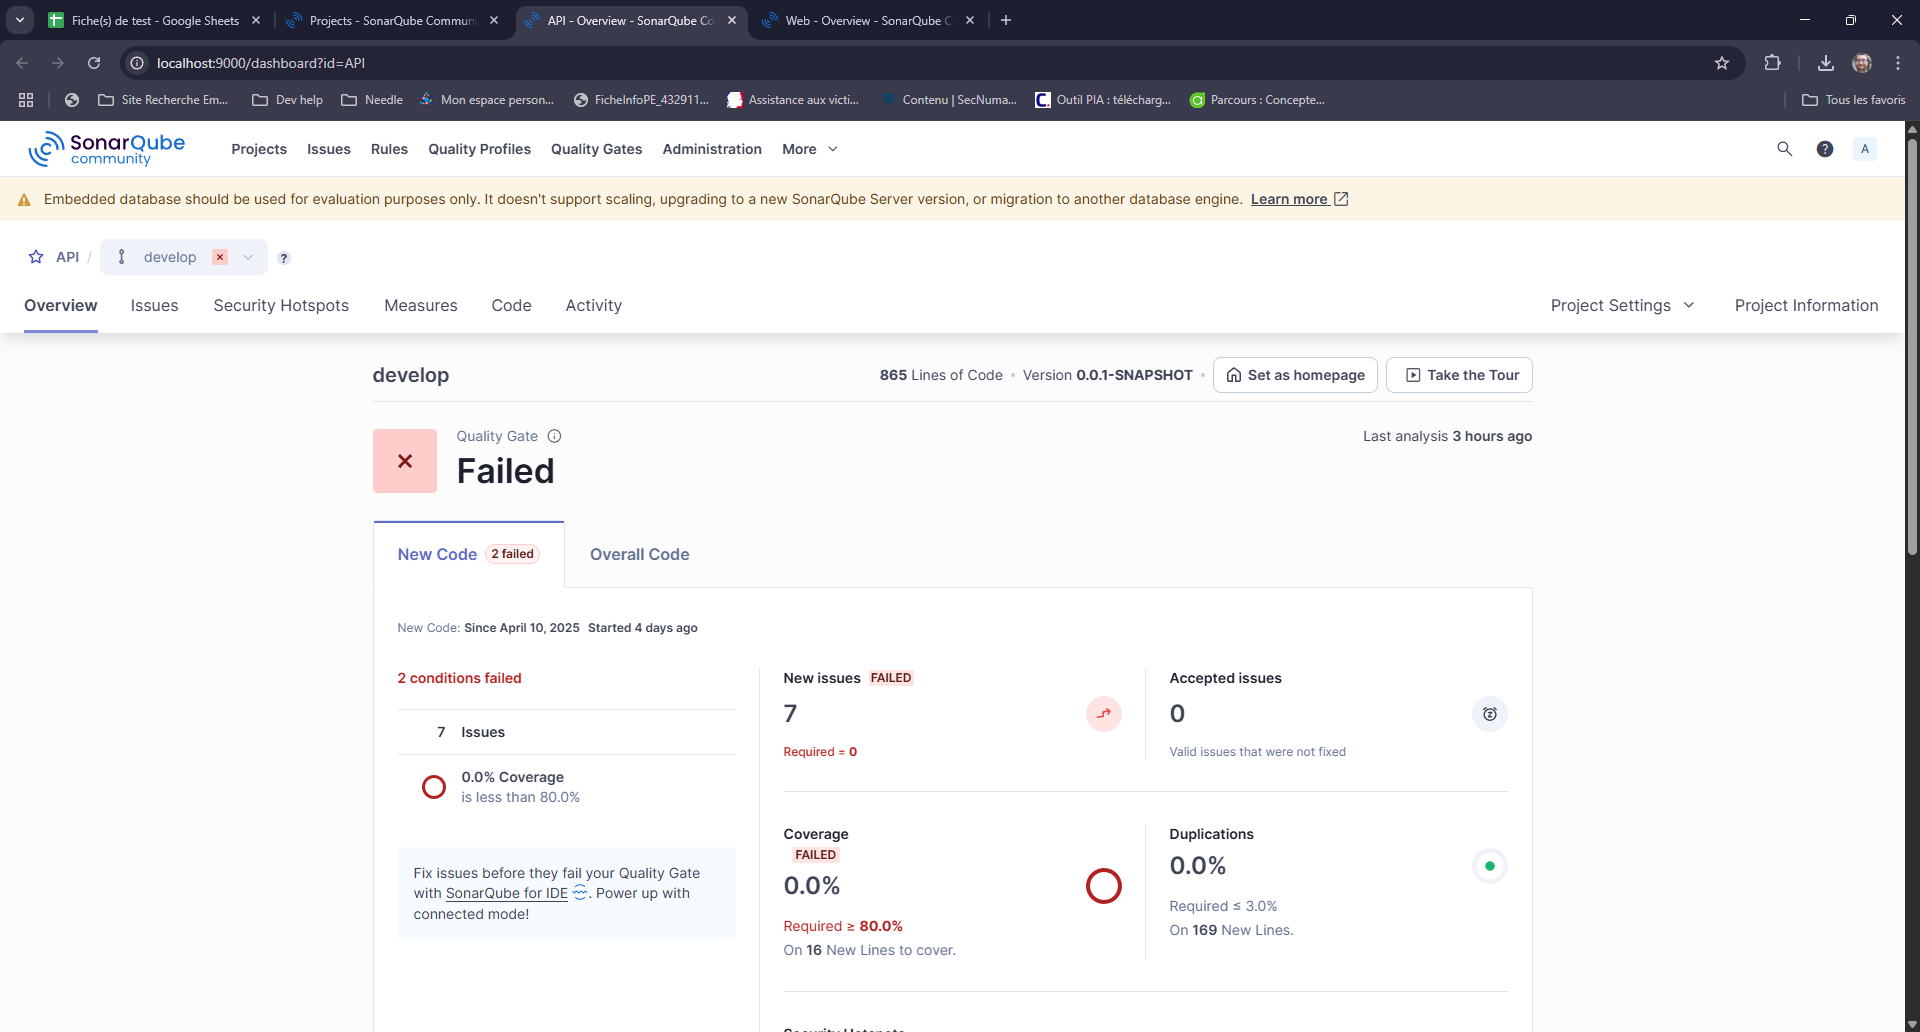 Fiche(s) de test - Google Sheets
Projects - SonarQube Commun
API - Overview - SonarQube Co
Web - Overview - SonarQube C
localhost:9000/dashboard?id=API
Site Recherche Em...
Dev help
Needle
Mon espace person...
FicheInfoPE_432911...
Assistance aux victi...
Contenu | SecNuma...
Outil PIA : télécharg...
Parcours : Concepte...
Tous les favoris
SonarQube
community
Projects
Issues
Rules
Quality Profiles
Quality Gates
Administration
More
?
A
Embedded database should be used for evaluation purposes only. It doesn't support scaling, upgrading to a new SonarQube Server version, or migration to another database engine. Learn more
API / develop ?
Overview
Issues
Security Hotspots
Measures
Code
Activity
Project Settings
Project Information
develop
865 Lines of Code • Version 0.0.1-SNAPSHOT •
Set as homepage
Take the Tour
Quality Gate
Failed
Last analysis 3 hours ago
New Code 2 failed
Overall Code
New Code: Since April 10, 2025 Started 4 days ago
2 conditions failed
7 Issues
0.0% Coverage
is less than 80.0%
Fix issues before they fail your Quality Gate
with SonarQube for IDE . Power up with
connected mode!
New issues FAILED
7
Required = 0
Accepted issues
0
Valid issues that were not fixed
Coverage
FAILED
0.0%
Required ≥ 80.0%
On 16 New Lines to cover.
Duplications
0.0%
Required ≤ 3.0%
On 169 New Lines.